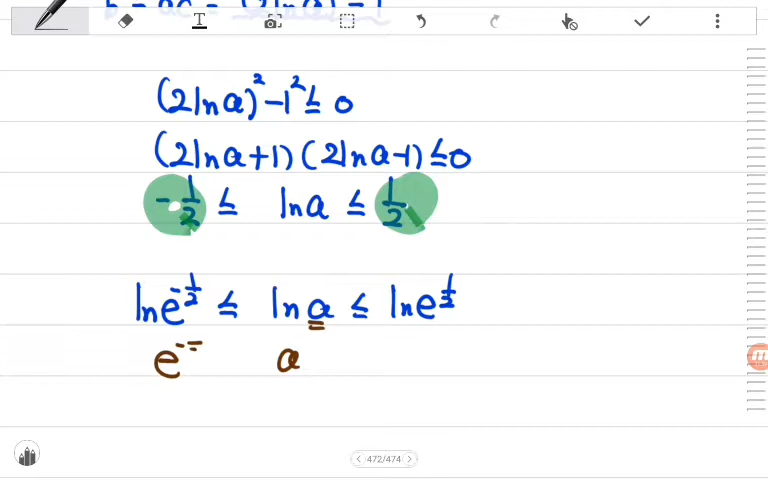 (2lna)²-1²≤0
(2lna+1)(2lna-1)≤0
-1/2 ≤ lna ≤ 1/2
lne^-1/2 ≤ lna ≤ lne^1/2
e a
472/474